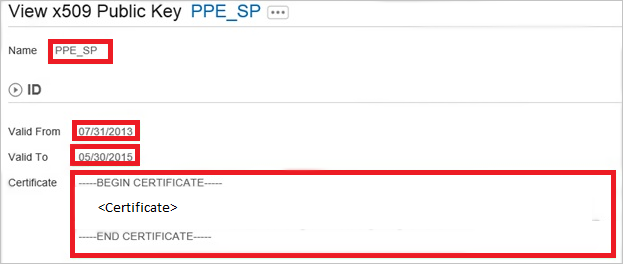 View x509 Public Key PPE_SP
Name PPE_SP
ID
Valid From 07/31/2013
Valid To 05/30/2015
Certificate -----BEGIN CERTIFICATE-----
<Certificate>
-----END CERTIFICATE-----